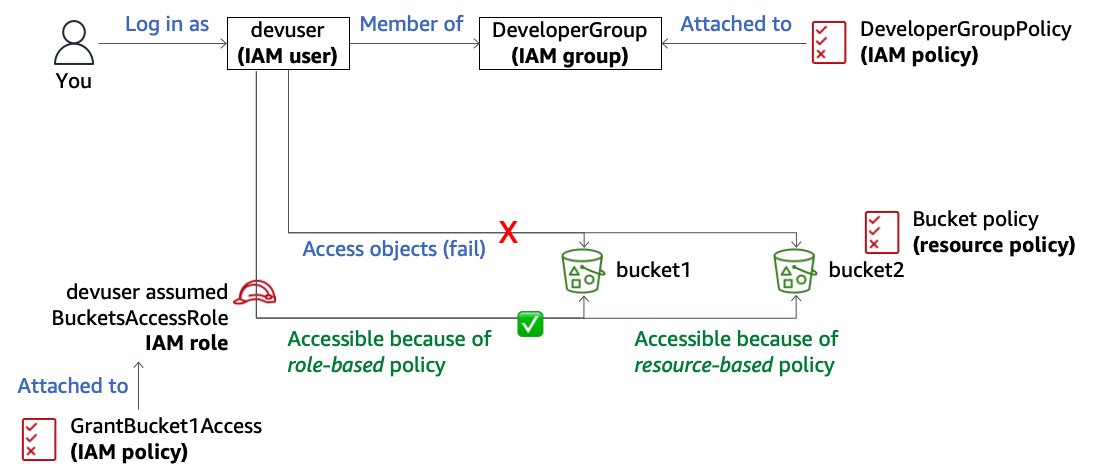 Log in as
devuser
(IAM user)
Member of
DeveloperGroup
(IAM group)
Attached to
DeveloperGroupPolicy
(IAM policy)
You
X
Access objects (fail)
Bucket policy
(resource policy)
bucket1
bucket2
devuser assumed
BucketsAccessRole
IAM role
Accessible because of
role-based policy
Accessible because of
resource-based policy
Attached to
GrantBucket1Access
(IAM policy)